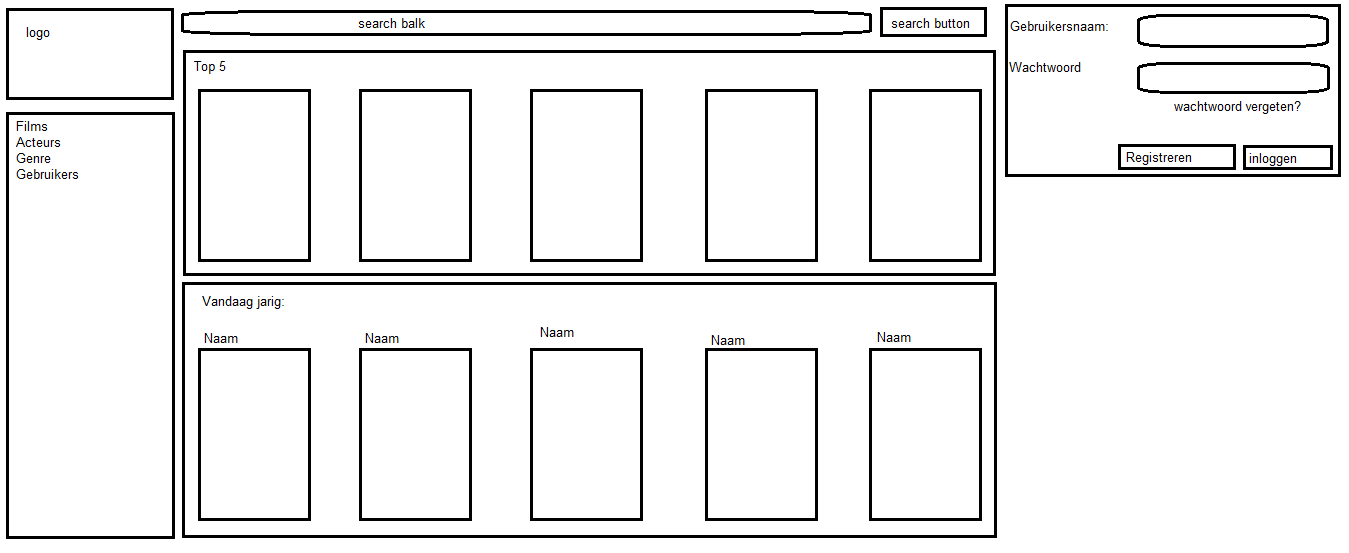 logo
search balk
search button
Gebruikersnaam:
Wachtwoord
wachtwoord vergeten?
Registreren
inloggen
Films
Acteurs
Genre
Gebruikers
Top 5
Vandaag jarig:
Naam
Naam
Naam
Naam
Naam